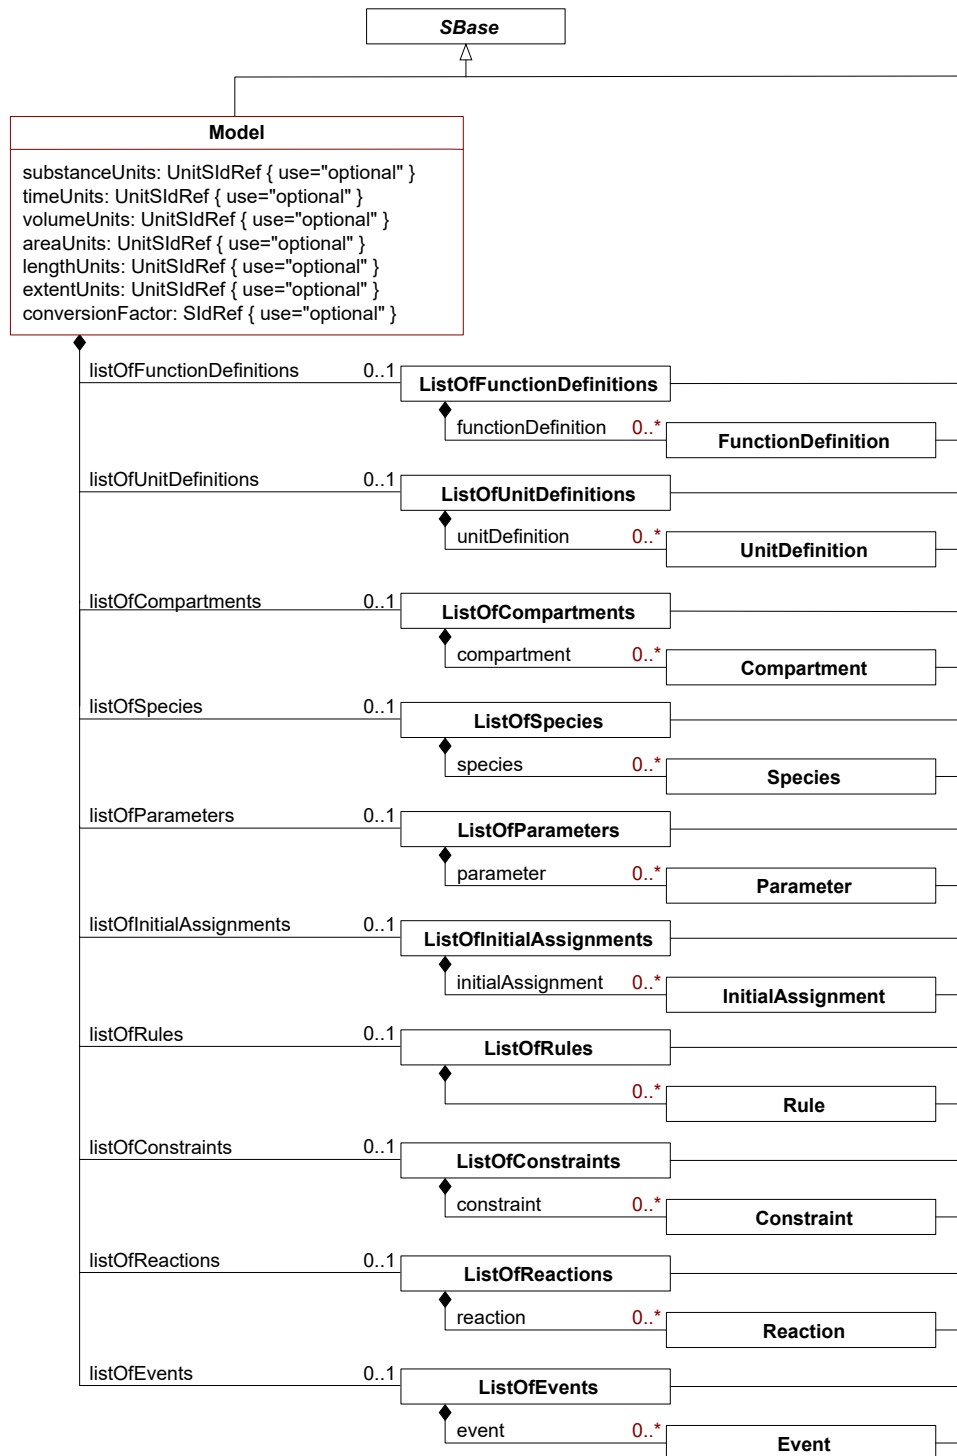 SBase
Model
substanceUnits: UnitSIdRef { use="optional" }
timeUnits: UnitSIdRef { use="optional" }
volumeUnits: UnitSIdRef { use="optional" }
areaUnits: UnitSIdRef { use="optional" }
lengthUnits: UnitSIdRef { use="optional" }
extentUnits: UnitSIdRef { use="optional" }
conversionFactor: SIdRef { use="optional" }
listOfFunctionDefinitions 0..1 ListOfFunctionDefinitions
functionDefinition 0..* FunctionDefinition
listOfUnitDefinitions 0..1 ListOfUnitDefinitions
unitDefinition 0..* UnitDefinition
listOfCompartments 0..1 ListOfCompartments
compartment 0..* Compartment
listOfSpecies 0..1 ListOfSpecies
species 0..* Species
listOfParameters 0..1 ListOfParameters
parameter 0..* Parameter
listOfInitialAssignments 0..1 ListOfInitialAssignments
initialAssignment 0..* InitialAssignment
listOfRules 0..1 ListOfRules
0..* Rule
listOfConstraints 0..1 ListOfConstraints
constraint 0..* Constraint
listOfReactions 0..1 ListOfReactions
reaction 0..* Reaction
listOfEvents 0..1 ListOfEvents
event 0..* Event